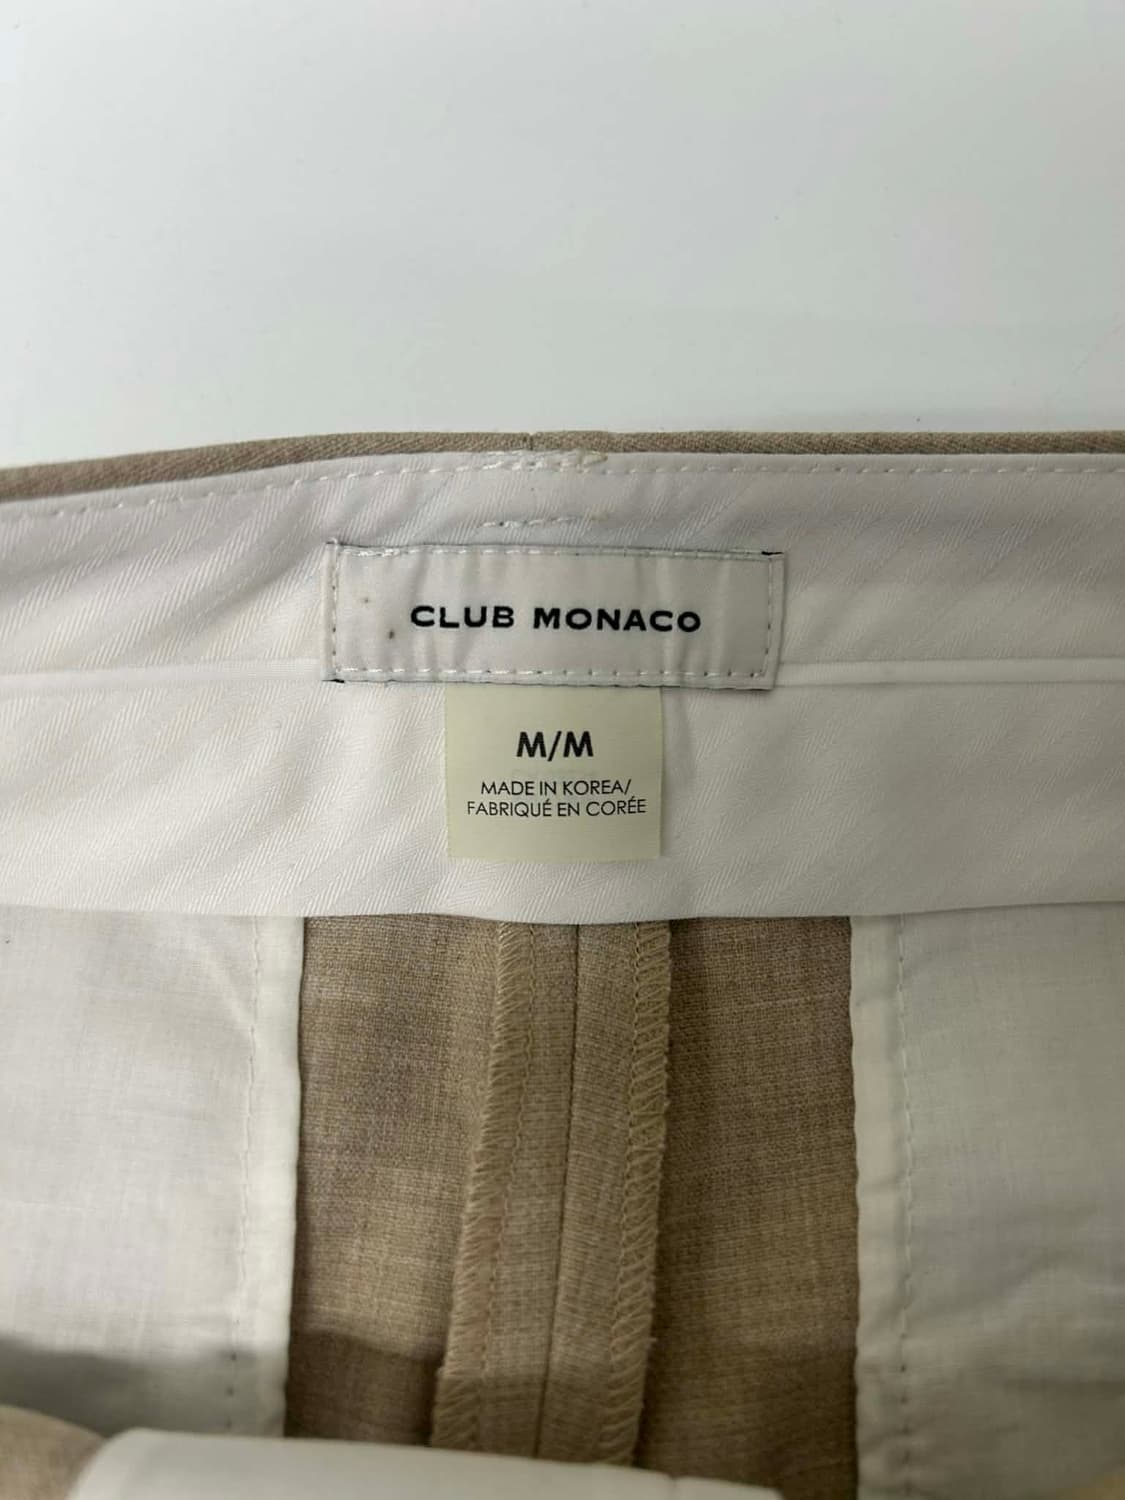 CLUB MONACO
M/M
MADE IN KOREA/
FABRIQUÉ EN CORÉE